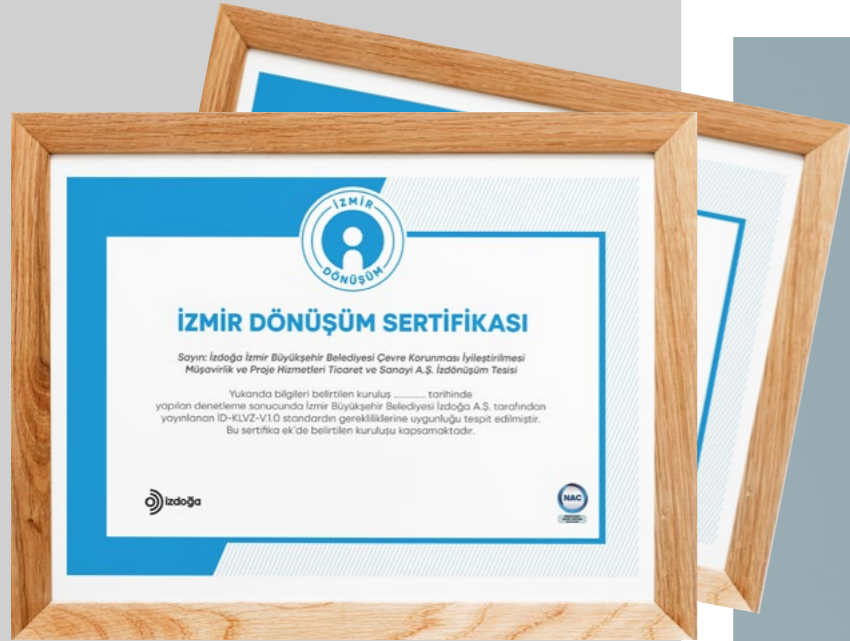 İZMİR
DÖNÜŞÜM
İZMİR DÖNÜŞÜM SERTİFİKASI
Sayın: İzdoğa İzmir Büyükşehir Belediyesi Çevre Korunması İyileştirilmesi
Müşavirlik ve Proje Hizmetleri Ticaret ve Sanayi A.Ş. İzdönüşüm Tesisi
Yukarıda bilgileri belirtilen kuruluş ............ tarihinde
yapılan denetleme sonucunda İzmir Büyükşehir Belediyesi İzdoğa A.Ş. tarafından
yayınlanan İD-KLVZ-V.1.0 standardın gerekliliklerine uygunluğu tespit edilmiştir.
Bu sertifika ek'de belirtilen kuruluşu kapsamaktadır.
izdoğa
NAC